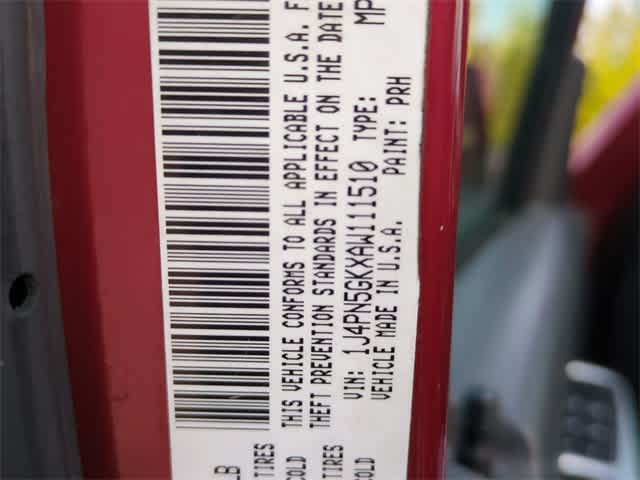 LB
TIRES
COLD
THIS VEHICLE CONFORMS TO ALL APPLICABLE U.S.A. F
THEFT PREVENTION STANDARDS IN EFFECT ON THE DATE
TIRES
VIN: 1J4PN5GKXAW111510 TYPE: MP
COLD
VEHICLE MADE IN U.S.A. PAINT: PRH